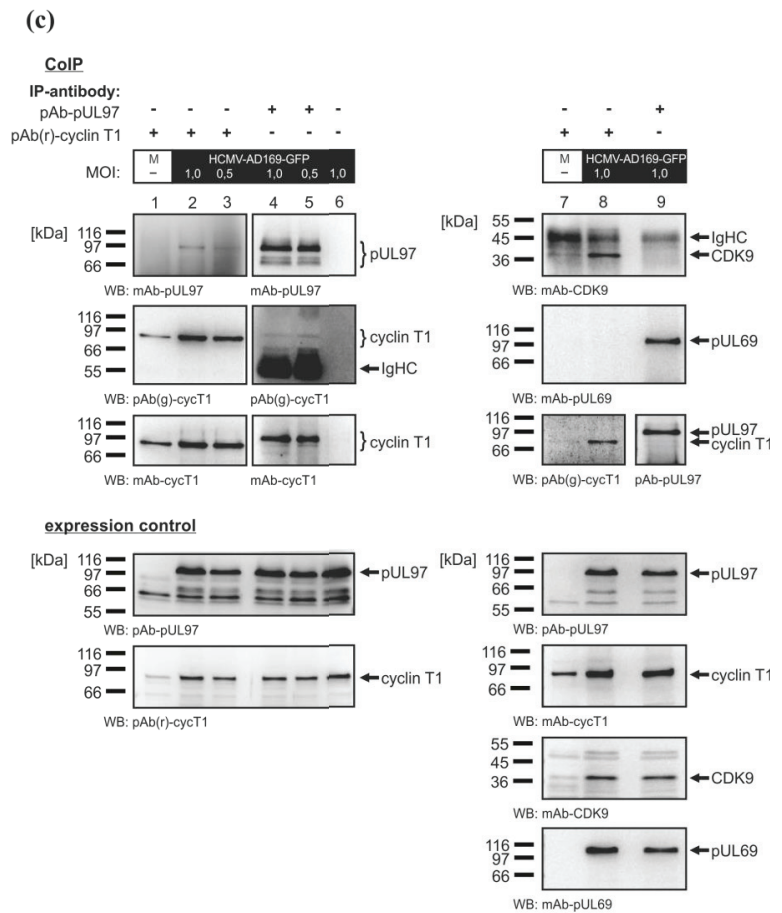 (c)
CoIP
IP-antibody:
pAb-pUL97 - - - + + - - - +
pAb(r)-cyclin T1 + + + - - - + + -
M HCMV-AD169-GFP M HCMV-AD169-GFP
MOI: – 1,0 0,5 1,0 0,5 1,0 – 1,0 1,0
1 2 3 4 5 6 7 8 9
[kDa] 116 97 66 pUL97
WB: mAb-pUL97 mAb-pUL97
[kDa] 55 45 36 IgHC CDK9
WB: mAb-CDK9
116 97 66 55 cyclin T1 IgHC
WB: pAb(g)-cycT1 pAb(g)-cycT1
116 97 66 pUL69
WB: mAb-pUL69
116 97 66 cyclin T1
WB: mAb-cycT1 mAb-cycT1
116 97 66 pUL97 cyclin T1
WB: pAb(g)-cycT1 pAb-pUL97
expression control
[kDa] 116 97 66 55 pUL97
WB: pAb-pUL97
116 97 66 cyclin T1
WB: pAb(r)-cycT1
[kDa] 116 97 66 55 pUL97
WB: pAb-pUL97
116 97 66 cyclin T1
WB: mAb-cycT1
55 45 36 CDK9
WB: mAb-CDK9
116 97 66 pUL69
WB: mAb-pUL69